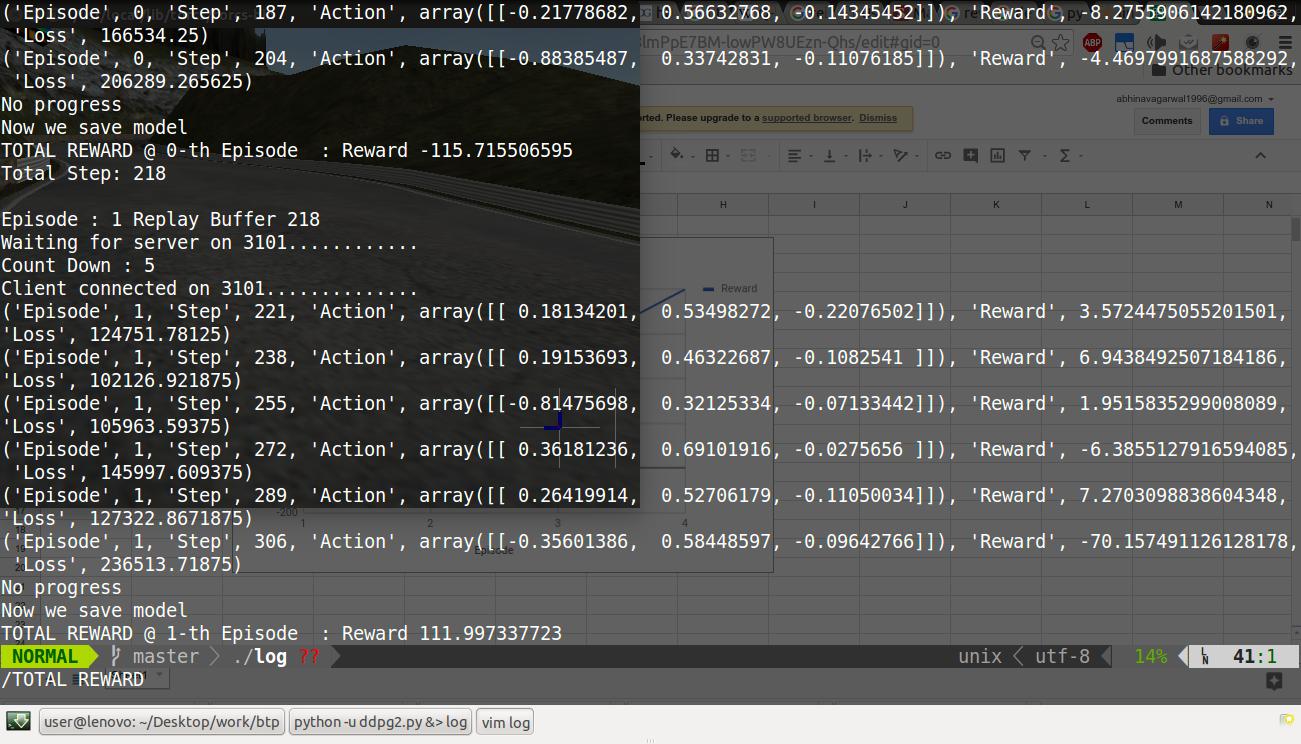 ('Episode', 0, 'Step', 187, 'Action', array([[-0.21778682,  0.56632768, -0.14345452]]), 'Reward', -8.2755906142180962,
 'Loss', 166534.25)
('Episode', 0, 'Step', 204, 'Action', array([[-0.88385487,  0.33742831, -0.11076185]]), 'Reward', -4.4697991687588292,
 'Loss', 206289.265625)
No progress
Now we save model
TOTAL REWARD @ 0-th Episode  : Reward -115.715506595
Total Step: 218
Episode : 1 Replay Buffer 218
Waiting for server on 3101............
Count Down : 5
Client connected on 3101..............
('Episode', 1, 'Step', 221, 'Action', array([[ 0.18134201,  0.53498272, -0.22076502]]), 'Reward', 3.5724475055201501,
'Loss', 124751.78125)
('Episode', 1, 'Step', 238, 'Action', array([[ 0.19153693,  0.46322687, -0.1082541 ]]), 'Reward', 6.9438492507184186,
'Loss', 102126.921875)
('Episode', 1, 'Step', 255, 'Action', array([[-0.81475698,  0.32125334, -0.07133442]]), 'Reward', 1.9515835299008089,
'Loss', 105963.59375)
('Episode', 1, 'Step', 272, 'Action', array([[ 0.36181236,  0.69101916, -0.0275656 ]]), 'Reward', -6.3855127916594085,
 'Loss', 145997.609375)
('Episode', 1, 'Step', 289, 'Action', array([[ 0.26419914,  0.52706179, -0.11050034]]), 'Reward', 7.2703098838604348,
'Loss', 127322.8671875)
('Episode', 1, 'Step', 306, 'Action', array([[-0.35601386,  0.58448597, -0.09642766]]), 'Reward', -70.157491126128178,
 'Loss', 236513.71875)
No progress
Now we save model
TOTAL REWARD @ 1-th Episode  : Reward 111.997337723
NORMAL master ./log ?? unix utf-8 14% LN 41:1
/TOTAL REWARD
user@lenovo: ~/Desktop/work/btp
python -u ddpg2.py &> log
vim log
lmPpE7BM-lowPW8UEzn-Qhs/edit#gid=0
ABP
Other bookmarks
abhinavagarwal1996@gmail.com
rted. Please upgrade to a supported browser. Dismiss
Comments
Share
H I J K L M N
Reward
-200
1 2 3 4
Episode